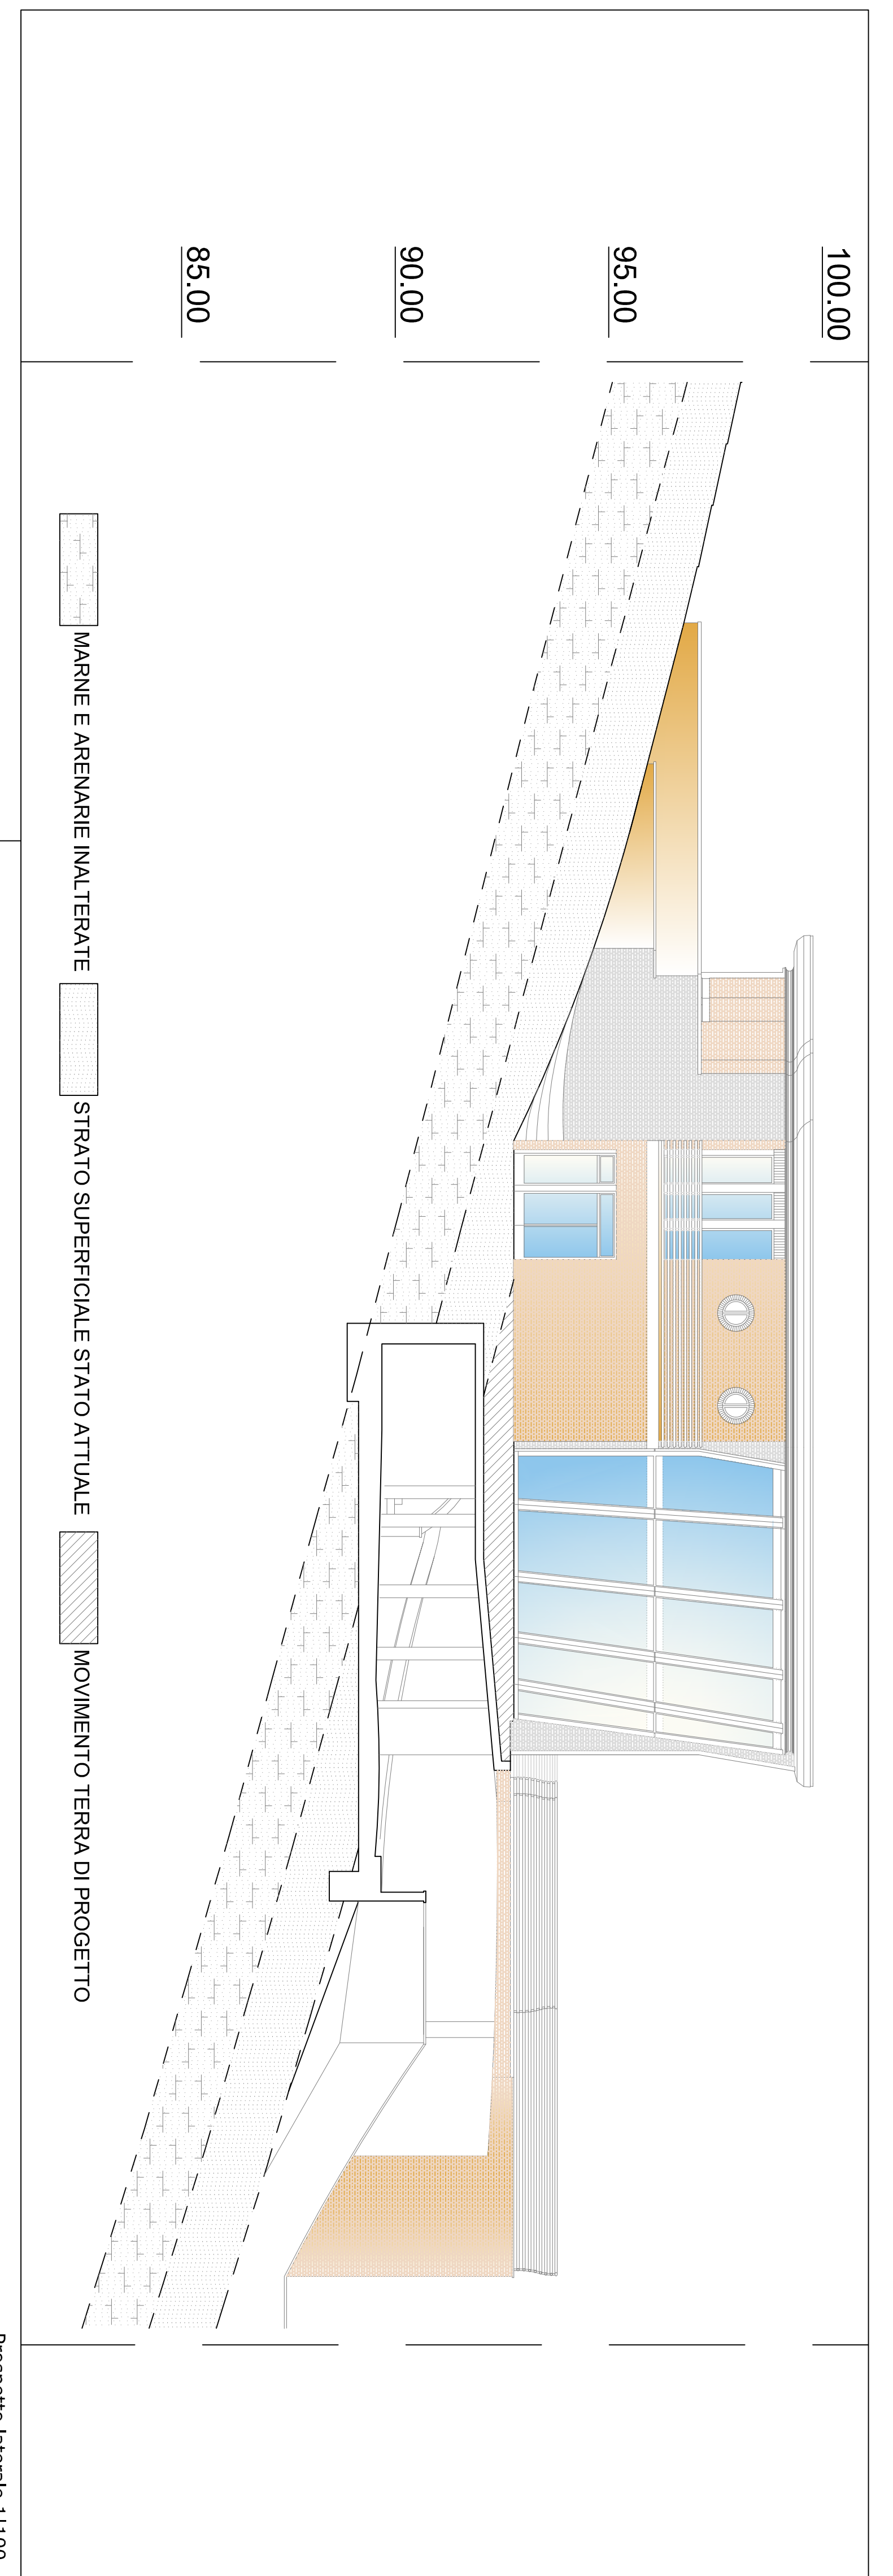 100.00
95.00
90.00
85.00
MARNE E ARENARIE INALTERATE
STRATO SUPERFICIALE STATO ATTUALE
MOVIMENTO TERRA DI PROGETTO
laterale